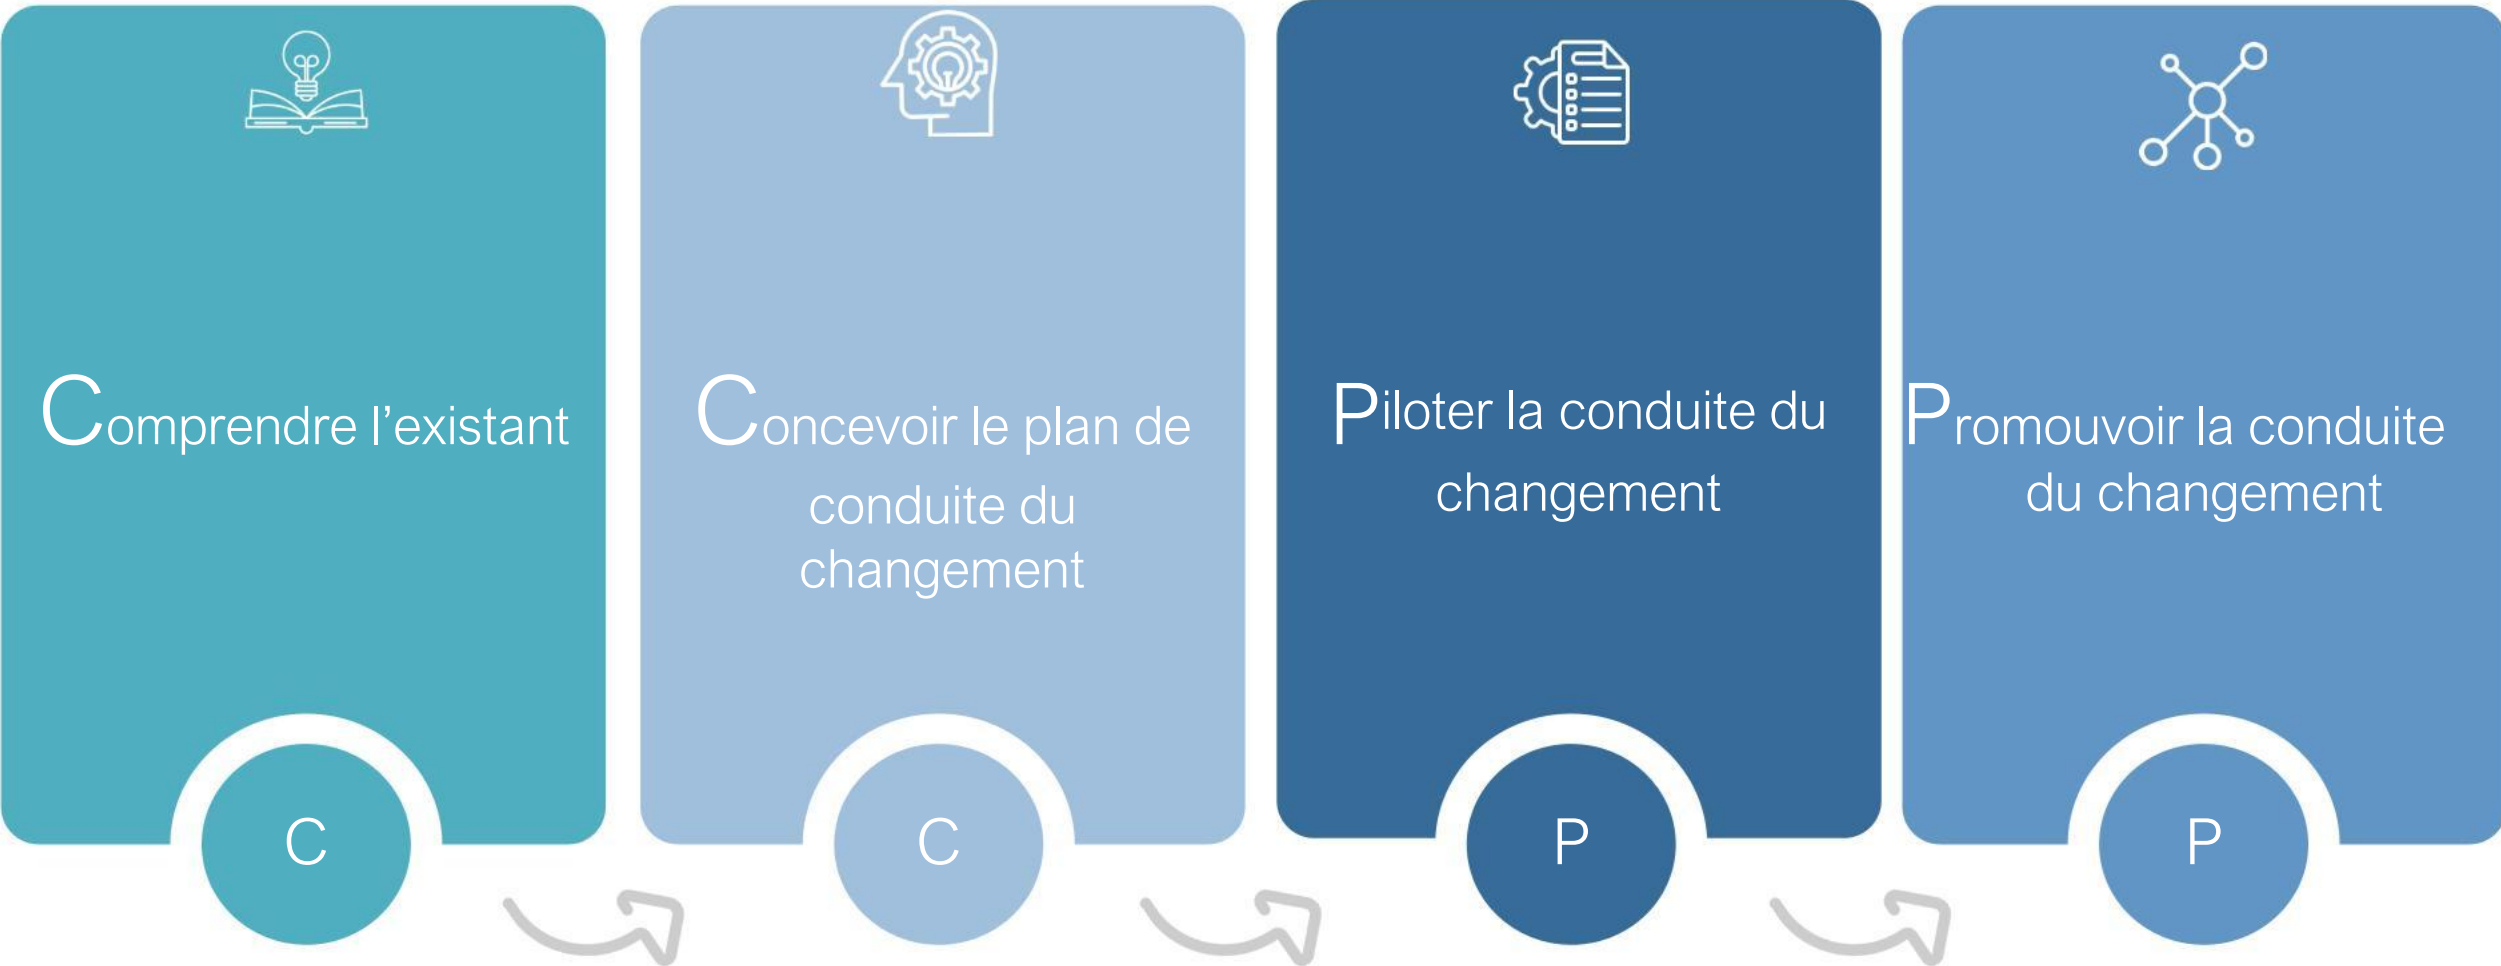 Comprendre l’existant
Concevoir le plan de
conduite du
changement
Piloter la conduite du
changement
Promouvoir la conduite
du changement
C
C
P
P